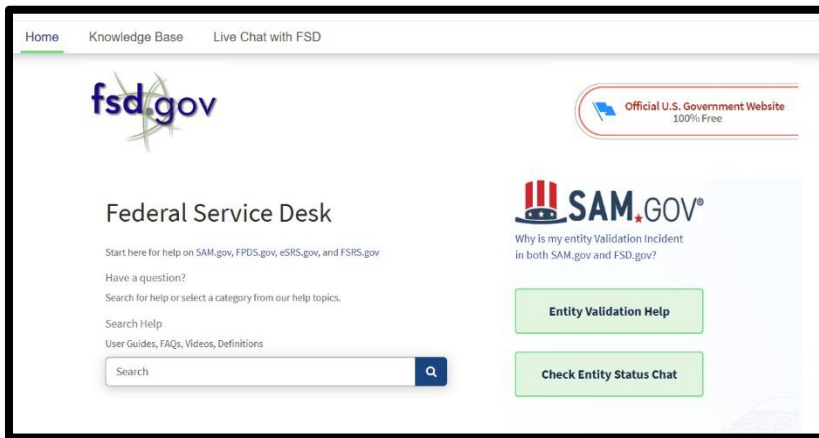 Home Knowledge Base Live Chat with FSD
fsd.gov
Official U.S. Government Website
100% Free
Federal Service Desk
Start here for help on SAM.gov, FPDS.gov, eSRS.gov, and FSRS.gov
Have a question?
Search for help or select a category from our help topics.
Search Help
User Guides, FAQs, Videos, Definitions
Search
SAM.GOV®
Why is my entity Validation Incident
in both SAM.gov and FSD.gov?
Entity Validation Help
Check Entity Status Chat